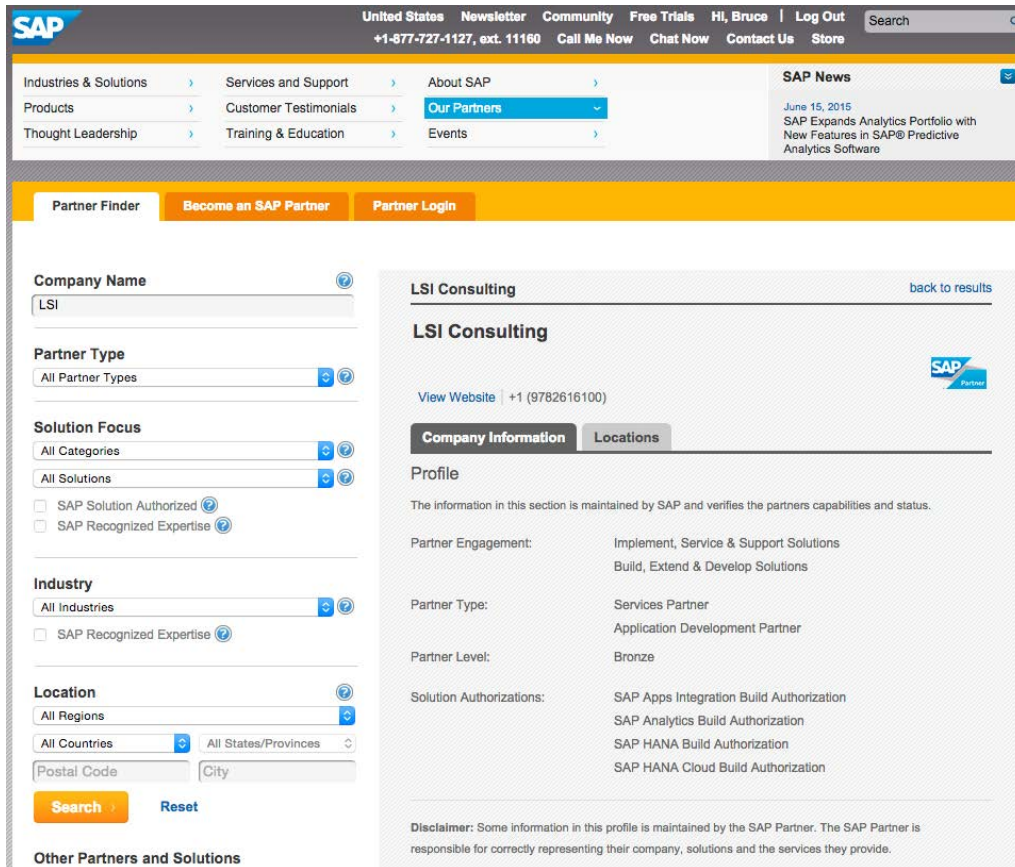 SAP
United States Newsletter Community Free Trials Hi, Bruce | Log Out
Search
+1-877-727-1127, ext. 11160 Call Me Now Chat Now Contact Us Store
Industries & Solutions
Services and Support
About SAP
Products
Customer Testimonials
Our Partners
Thought Leadership
Training & Education
Events
SAP News
June 15, 2015
SAP Expands Analytics Portfolio with
New Features in SAP® Predictive
Analytics Software
Partner Finder
Become an SAP Partner
Partner Login
Company Name
LSI
Partner Type
All Partner Types
Solution Focus
All Categories
All Solutions
SAP Solution Authorized
SAP Recognized Expertise
Industry
All Industries
SAP Recognized Expertise
Location
All Regions
All Countries
All States/Provinces
Postal Code
City
Search
Reset
Other Partners and Solutions
LSI Consulting
back to results
LSI Consulting
SAP Partner
View Website | +1 (9782616100)
Company Information
Locations
Profile
The information in this section is maintained by SAP and verifies the partners capabilities and status.
Partner Engagement:
Implement, Service & Support Solutions
Build, Extend & Develop Solutions
Partner Type:
Services Partner
Application Development Partner
Partner Level:
Bronze
Solution Authorizations:
SAP Apps Integration Build Authorization
SAP Analytics Build Authorization
SAP HANA Build Authorization
SAP HANA Cloud Build Authorization
Disclaimer: Some information in this profile is maintained by the SAP Partner. The SAP Partner is
responsible for correctly representing their company, solutions and the services they provide.